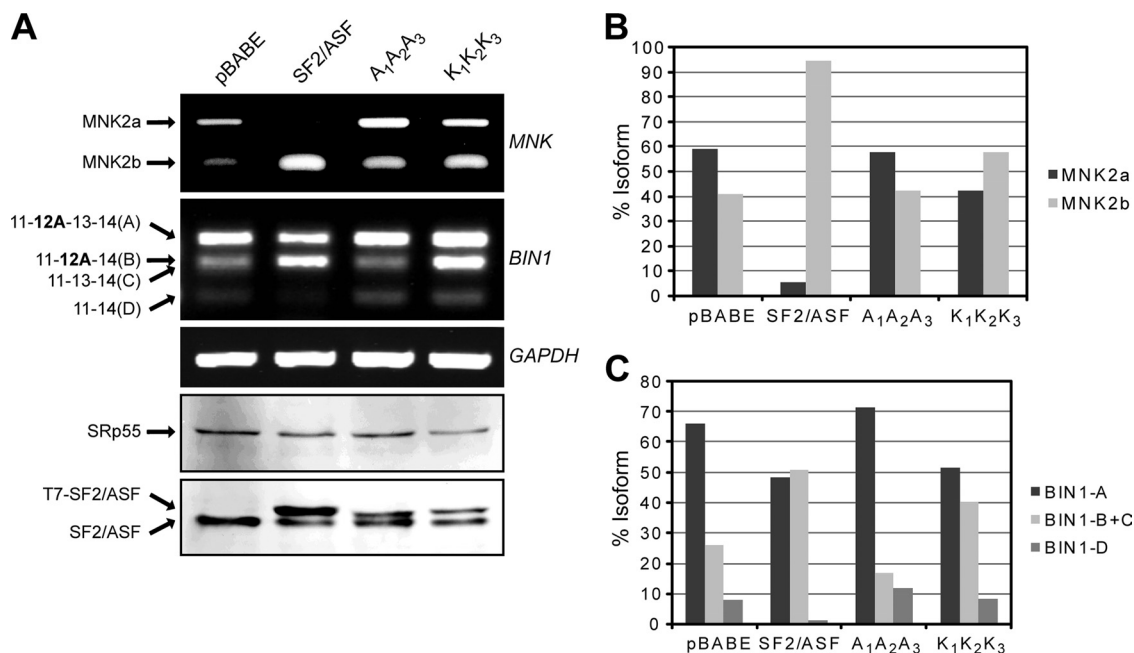 A
pBABE
SF2/ASF
A₁A₂A₃
K₁K₂K₃
MNK2a
MNK2b
MNK
11-12A-13-14(A)
11-12A-14(B)
11-13-14(C)
11-14(D)
BIN1
GAPDH
SRp55
T7-SF2/ASF
SF2/ASF
B
% Isoform
100
90
80
70
60
50
40
30
20
10
0
pBABE SF2/ASF A₁A₂A₃ K₁K₂K₃
MNK2a
MNK2b
C
% Isoform
80
70
60
50
40
30
20
10
0
pBABE SF2/ASF A₁A₂A₃ K₁K₂K₃
BIN1-A
BIN1-B+C
BIN1-D